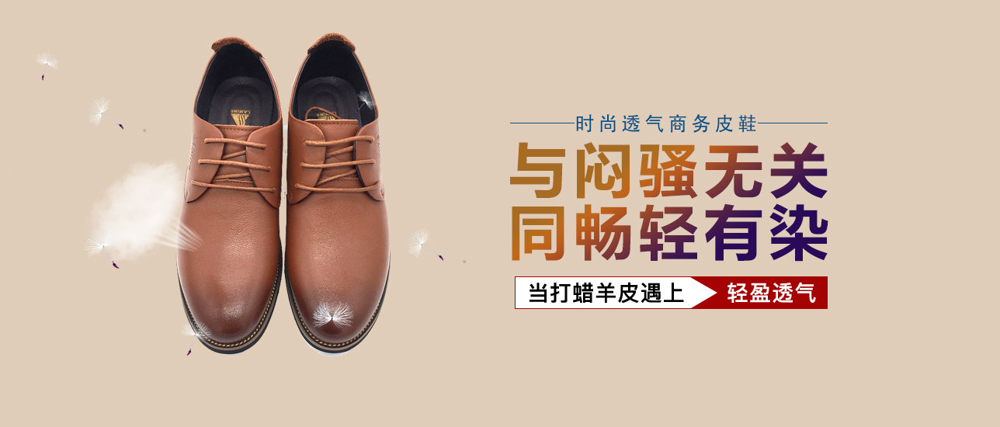 时尚透气商务皮鞋
与闷骚无关
同畅轻有染
当打蜡羊皮遇上 轻盈透气